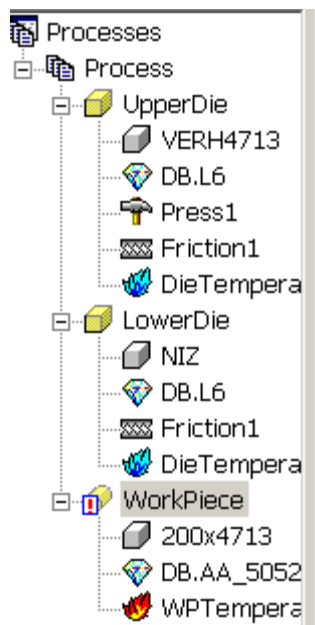 Processes
Process
UpperDie
VERH4713
DB.L6
Press1
Friction1
DieTempera
LowerDie
NIZ
DB.L6
Friction1
DieTempera
WorkPiece
200x4713
DB.AA_5052
WPTempera